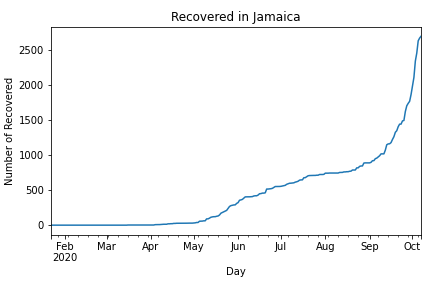 Recovered in Jamaica
Number of Recovered
2500
2000
1500
1000
500
0
Feb Mar Apr May Jun Jul Aug Sep Oct
2020
Day